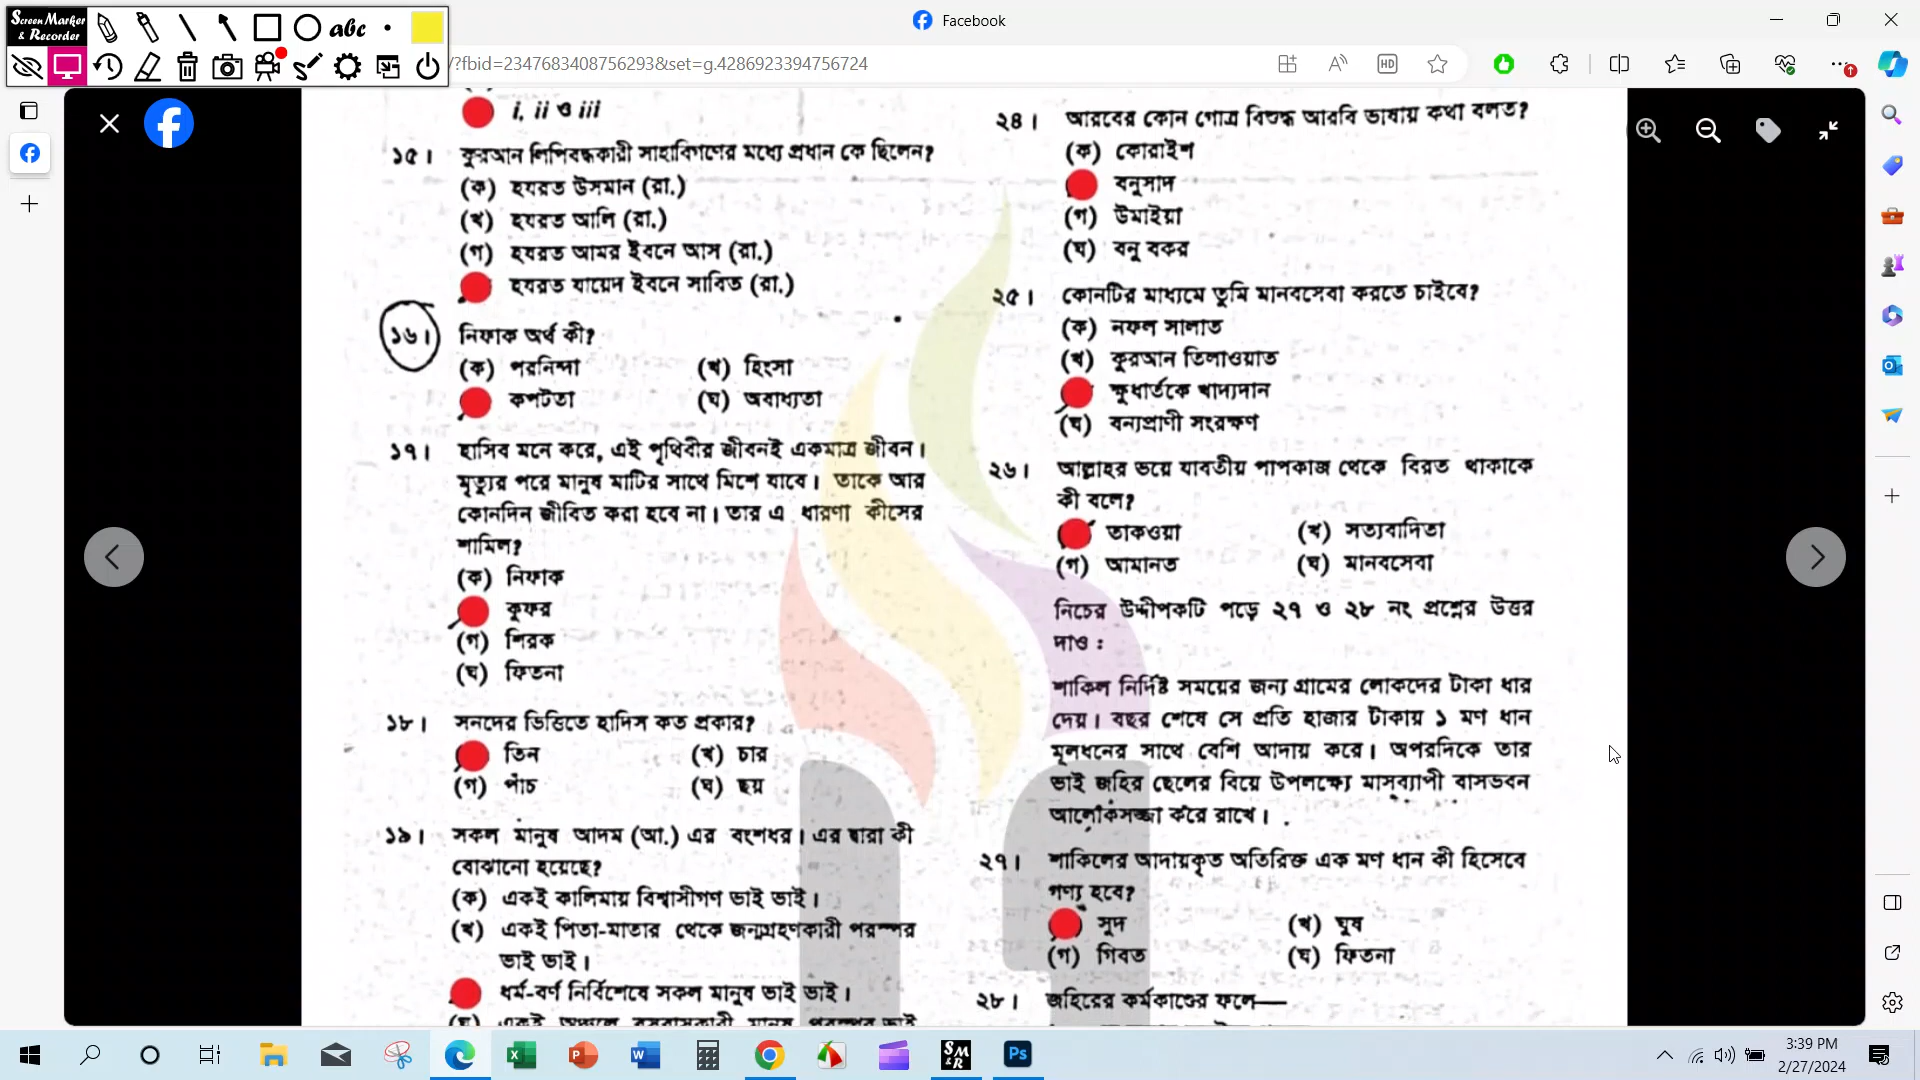 Screen Marker
& Recorder
abc
Facebook
/?fbid=2347683408756293&set=g.4286923394756724
HD
i, ii ও iii
১৫। কুরআন লিপিবদ্ধকারী সাহাবিগণের মধ্যে প্রধান কে ছিলেন?
(ক) হযরত উসমান (রা.)
(খ) হযরত আলি (রা.)
(গ) হযরত আমর ইবনে আস (রা.)
হযরত যায়েদ ইবনে সাবিত (রা.)
১৬। নিফাক অর্থ কী?
(ক) পরনিন্দা (খ) হিংসা
কপটতা (ঘ) অবাধ্যতা
১৭। হাসিব মনে করে, এই পৃথিবীর জীবনই একমাত্র জীবন।
মৃত্যুর পরে মানুষ মাটির সাথে মিশে যাবে। তাকে আর
কোনদিন জীবিত করা হবে না। তার এ ধারণা কীসের
শামিল?
(ক) নিফাক
কুফর
(গ) শিরক
(ঘ) ফিতনা
১৮। সনদের ভিত্তিতে হাদিস কত প্রকার?
তিন (খ) চার
(গ) পাঁচ (ঘ) ছয়
১৯। সকল মানুষ আদম (আ.) এর বংশধর। এর দ্বারা কী
বোঝানো হয়েছে?
(ক) একই কালিমায় বিশ্বাসীগণ ভাই ভাই।
(খ) একই পিতা-মাতার থেকে জন্মগ্রহণকারী পরস্পর
ভাই ভাই।
ধর্ম-বর্ণ নির্বিশেষে সকল মানুষ ভাই ভাই।
২৪। আরবের কোন গোত্র বিশুদ্ধ আরবি ভাষায় কথা বলত?
(ক) কোরাইশ
বনুসাদ
(গ) উমাইয়া
(ঘ) বনু বকর
২৫। কোনটির মাধ্যমে তুমি মানবসেবা করতে চাইবে?
(ক) নফল সালাত
(খ) কুরআন তিলাওয়াত
ক্ষুধার্তকে খাদ্যদান
(ঘ) বন্যপ্রাণী সংরক্ষণ
২৬। আল্লাহর ভয়ে যাবতীয় পাপকাজ থেকে বিরত থাকাকে
কী বলে?
তাকওয়া (খ) সত্যবাদিতা
(গ) আমানত (ঘ) মানবসেবা
নিচের উদ্দীপকটি পড়ে ২৭ ও ২৮ নং প্রশ্নের উত্তর
দাও :
শাকিল নির্দিষ্ট সময়ের জন্য গ্রামের লোকদের টাকা ধার
দেয়। বছর শেষে সে প্রতি হাজার টাকায় ১ মণ ধান
মূলধনের সাথে বেশি আদায় করে। অপরদিকে তার
ভাই জহির ছেলের বিয়ে উপলক্ষ্যে মাসব্যাপী বাসভবন
আলোকসজ্জা করে রাখে।
২৭। শাকিলের আদায়কৃত অতিরিক্ত এক মণ ধান কী হিসেবে
গণ্য হবে?
সুদ (খ) ঘুষ
(গ) গিবত (ঘ) ফিতনা
২৮। জহিরের কর্মকাণ্ডের ফলে—
3:39 PM
2/27/2024